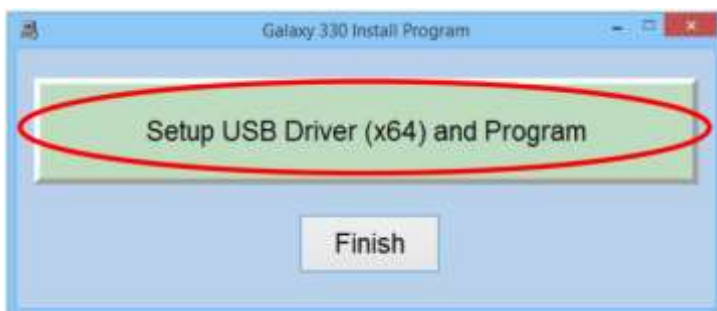 Galaxy 330 Install Program
Setup USB Driver (x64) and Program
Finish